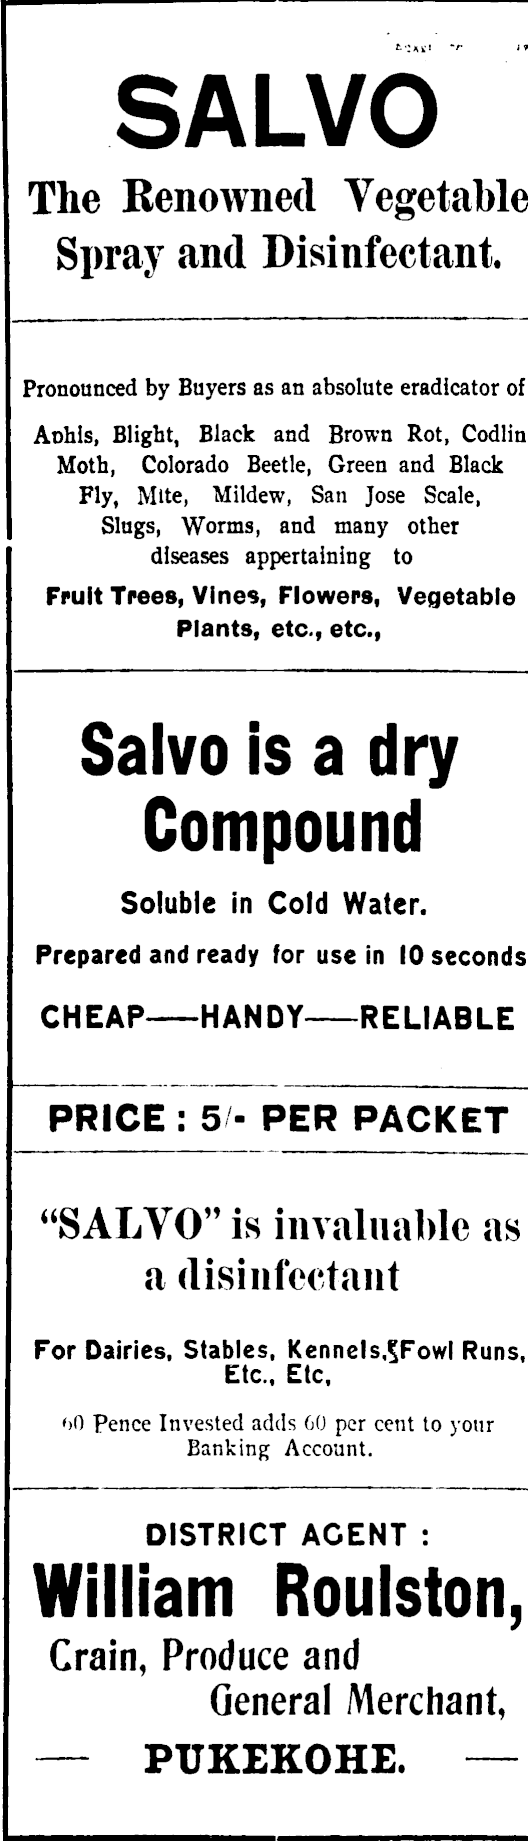 SALVO
The Renowned Vegetable
Spray and Disinfectant.
Pronounced by Buyers as an absolute eradicator of
Aphis, Blight, Black and Brown Rot, Codlin
Moth, Colorado Beetle, Green and Black
Fly, Mite, Mildew, San Jose Scale,
Slugs, Worms, and many other
diseases appertaining to
Fruit Trees, Vines, Flowers, Vegetable
Plants, etc., etc.,
Salvo is a dry
Compound
Soluble in Cold Water.
Prepared and ready for use in 10 seconds
CHEAP——HANDY——RELIABLE
PRICE : 5/- PER PACKET
"SALVO" is invaluable as
a disinfectant
For Dairies, Stables, Kennels, Fowl Runs,
Etc., Etc,
60 Pence Invested adds 60 per cent to your
Banking Account.
DISTRICT AGENT :
William Roulston,
Grain, Produce and
General Merchant,
— PUKEKOHE. —